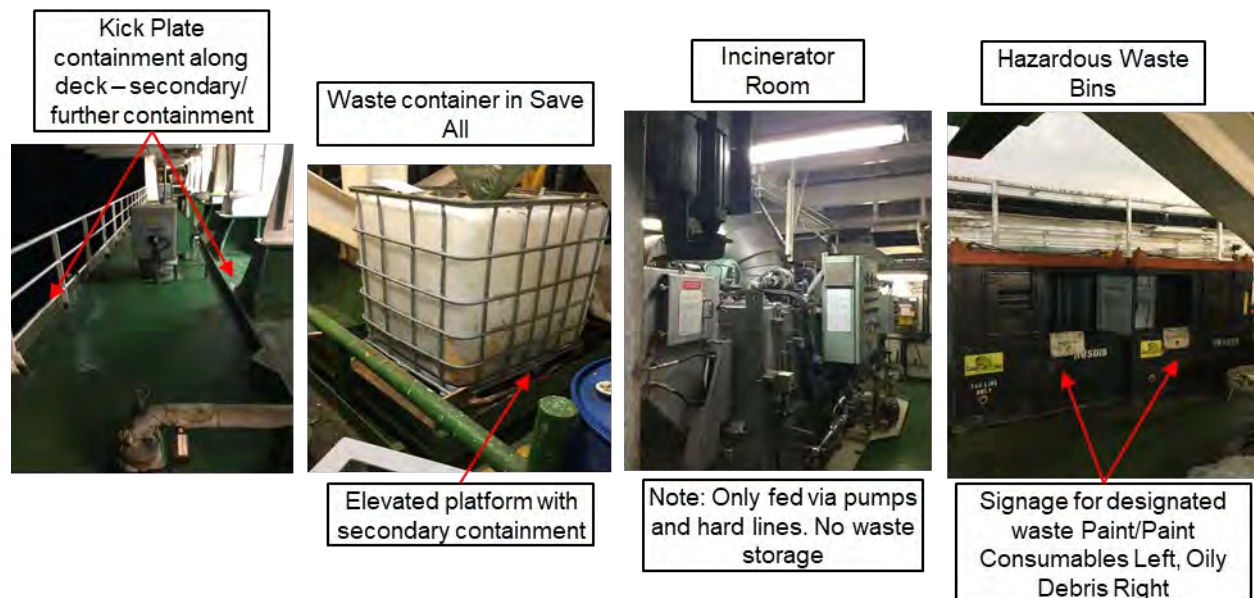 Kick Plate
containment along
deck – secondary/
further containment
Waste container in Save
All
Incinerator
Room
Hazardous Waste
Bins
Elevated platform with
secondary containment
Note: Only fed via pumps
and hard lines. No waste
storage
Signage for designated
waste Paint/Paint
Consumables Left, Oily
Debris Right